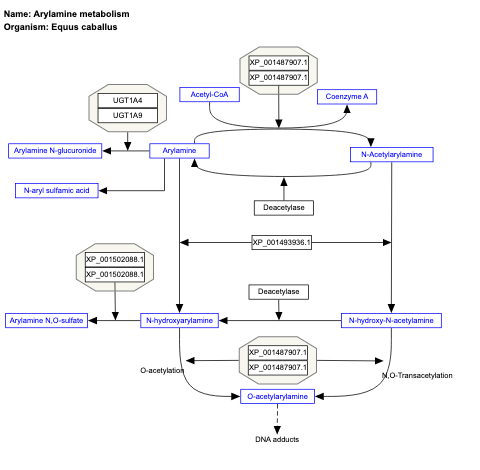 Name: Arylamine metabolism
Organism: Equus caballus
XP_001487907.1
XP_001487907.1
Acetyl-CoA
Coenzyme A
UGT1A4
UGT1A9
Arylamine N-glucuronide
Arylamine
N-Acetylarylamine
N-aryl sulfamic acid
Deacetylase
XP_001493936.1
XP_001502088.1
XP_001502088.1
Deacetylase
Arylamine N,O-sulfate
N-hydroxyarylamine
N-hydroxy-N-acetylamine
XP_001487907.1
XP_001487907.1
O-acetylation
N,O-Transacetylation
O-acetylarylamine
DNA adducts